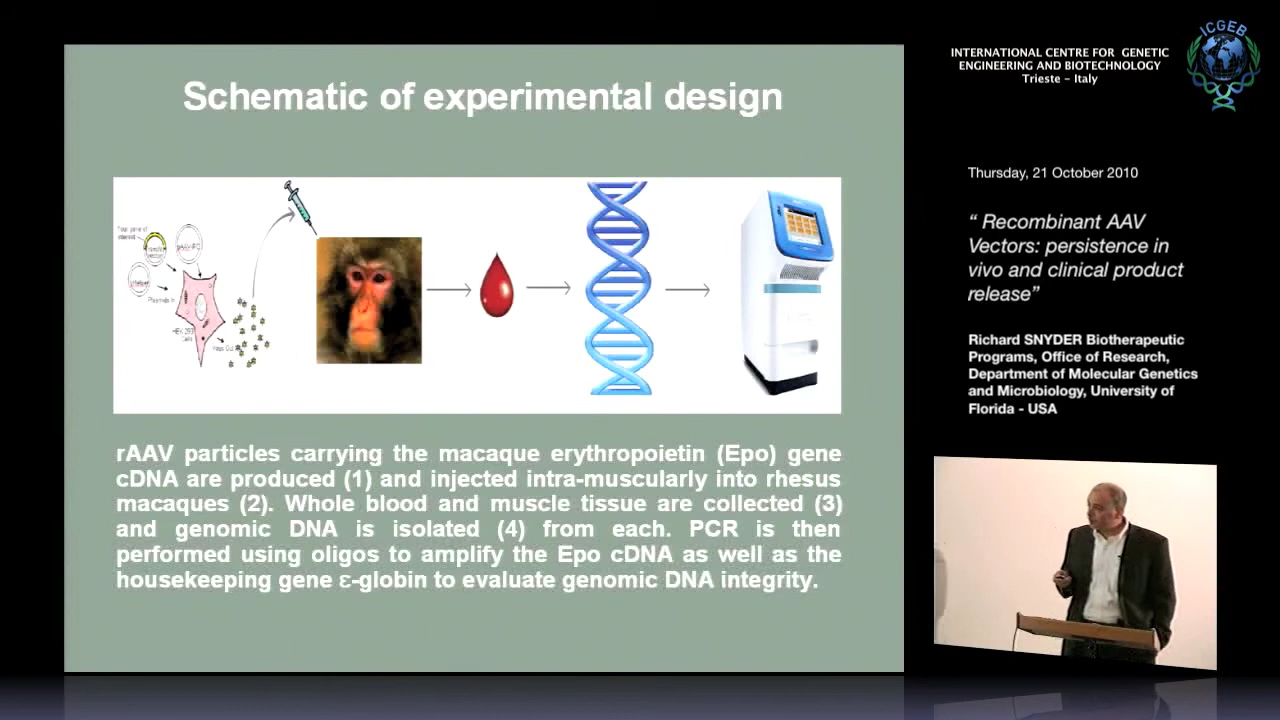 Schematic of experimental design
rAAV particles carrying the macaque erythropoietin (Epo) gene
cDNA are produced (1) and injected intra-muscularly into rhesus
macaques (2). Whole blood and muscle tissue are collected (3)
and genomic DNA is isolated (4) from each. PCR is then
performed using oligos to amplify the Epo cDNA as well as the
housekeeping gene ε-globin to evaluate genomic DNA integrity.
ICGEB
INTERNATIONAL CENTRE FOR GENETIC
ENGINEERING AND BIOTECHNOLOGY
Trieste - Italy
Thursday, 21 October 2010
“ Recombinant AAV
Vectors: persistence in
vivo and clinical product
release”
Richard SNYDER Biotherapeutic
Programs, Office of Research,
Department of Molecular Genetics
and Microbiology, University of
Florida - USA